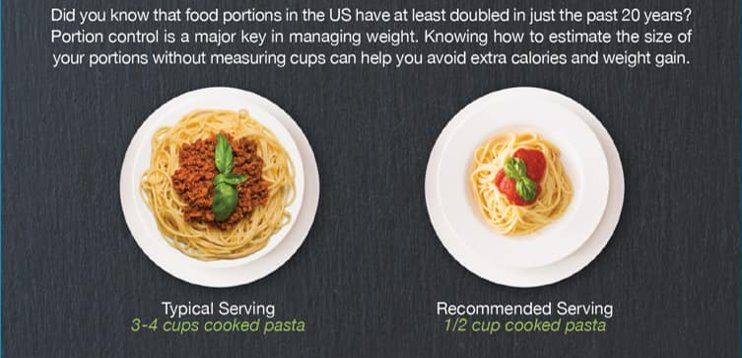 Did you know that food portions in the US have at least doubled in just the past 20 years?
Portion control is a major key in managing weight. Knowing how to estimate the size of
your portions without measuring cups can help you avoid extra calories and weight gain.
Typical Serving
3-4 cups cooked pasta
Recommended Serving
1/2 cup cooked pasta